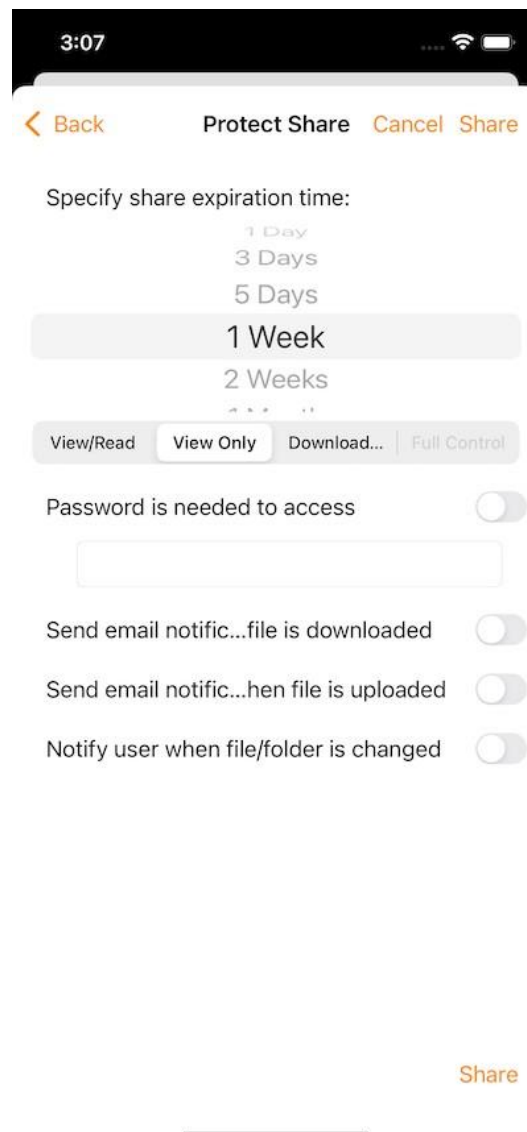 3:07
Back Protect Share Cancel Share
Specify share expiration time:
1 Day
3 Days
5 Days
1 Week
2 Weeks
View/Read View Only Download... Full Control
Password is needed to access
Send email notific...file is downloaded
Send email notific...hen file is uploaded
Notify user when file/folder is changed
Share